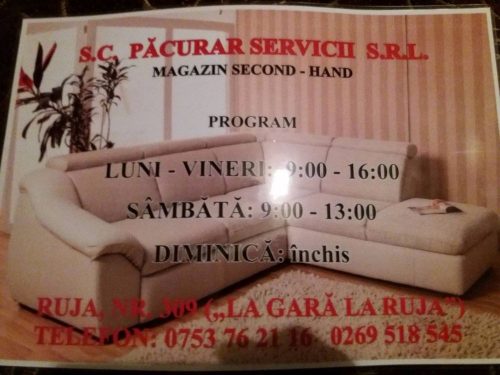 S.C. PĂCURAR SERVICII S.R.L.
MAGAZIN SECOND - HAND
PROGRAM
LUNI - VINERI: 9:00 - 16:00
SÂMBĂTĂ: 9:00 - 13:00
DIMINICĂ: închis
RUJA, NR. 309 („LA GARĂ LA RUJA”)
TELEFON: 0753 76 21 16 0269 518 545